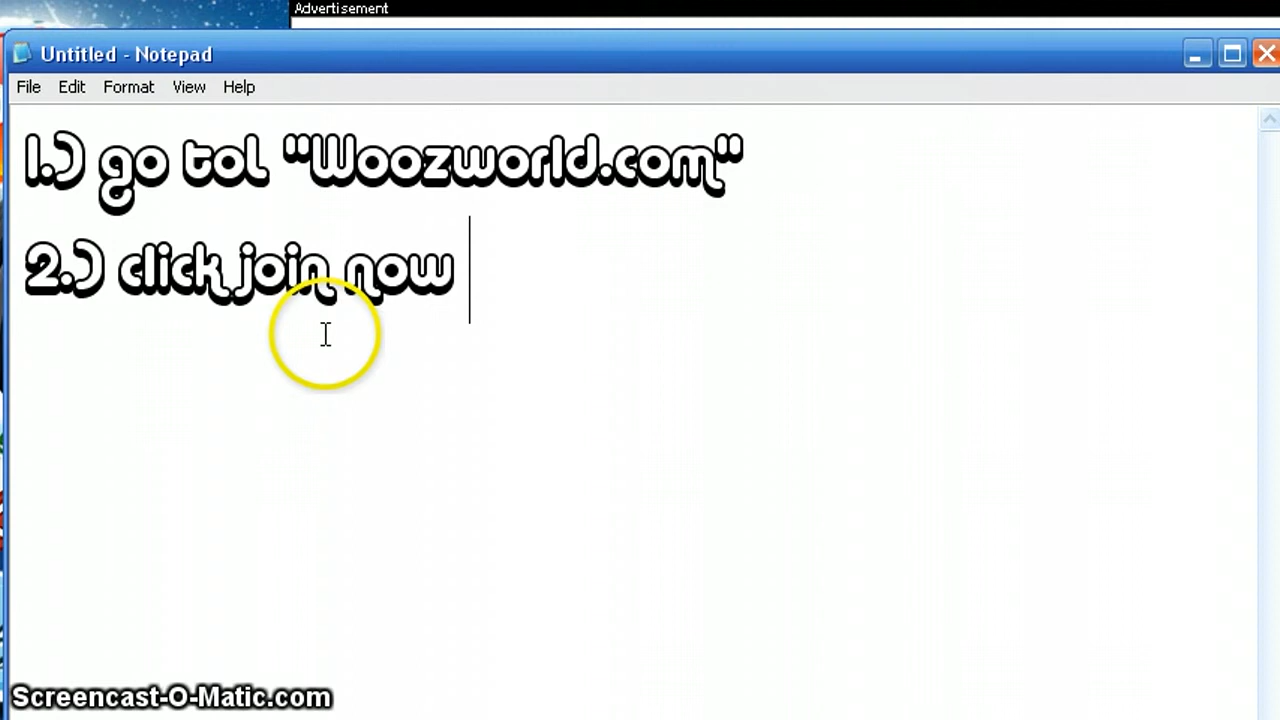 Advertisement
Untitled - Notepad
File Edit Format View Help
1.) go tol "Woozworld.com"
2.) click join now
Screencast-O-Matic.com